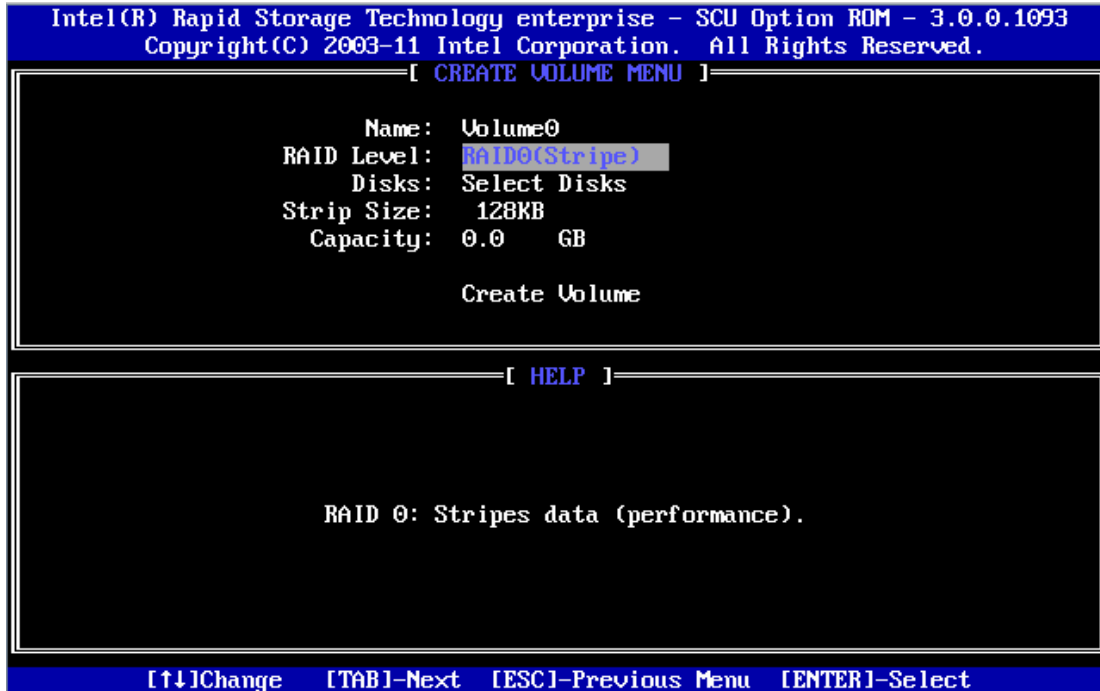 Intel(R) Rapid Storage Technology enterprise – SCU Option ROM – 3.0.0.1093
Copyright(C) 2003-11 Intel Corporation. All Rights Reserved.
[ CREATE VOLUME MENU ]
Name: Volume0
RAID Level: RAID0(Stripe)
Disks: Select Disks
Strip Size: 128KB
Capacity: 0.0 GB
Create Volume
[ HELP ]
RAID 0: Stripes data (performance).
[↑↓]Change [TAB]-Next [ESC]-Previous Menu [ENTER]-Select